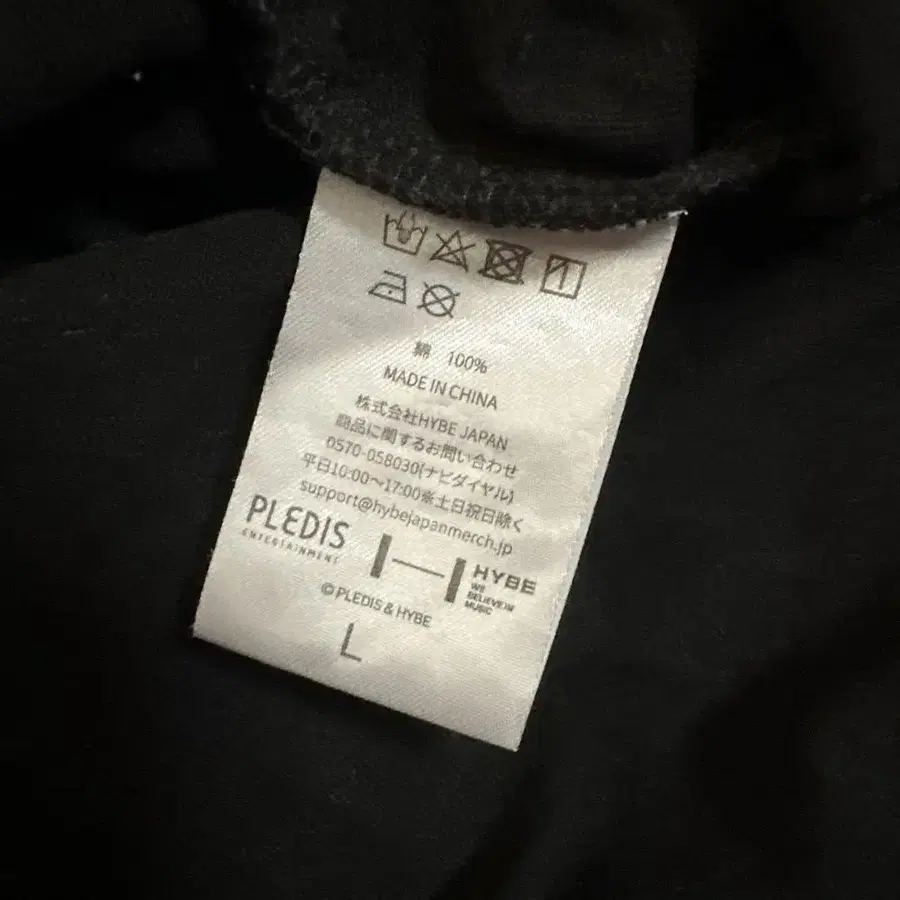 綿 100%
MADE IN CHINA
株式会社HYBE JAPAN
商品に関するお問い合わせ
0570-058030(ナビダイヤル)
平日10:00〜17:00※土日祝日除く
support@hybejapanmerch.jp
PLEDIS
ENTERTAINMENT
HYBE
WE
BELIEVE IN
MUSIC
© PLEDIS & HYBE
L